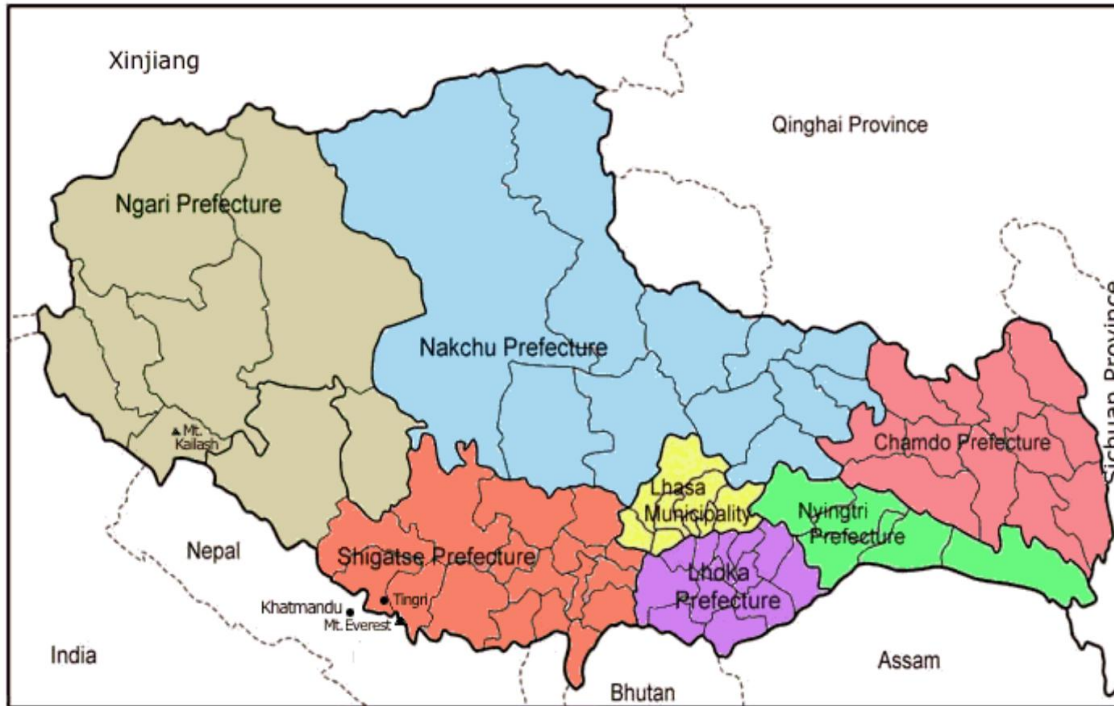 Xinjiang
Qinghai Province
Ngari Prefecture
Sichuan Province
Nakchu Prefecture
Mt.
Kailash
Chamdo Prefecture
Lhasa
Municipality
Nyingtri
Prefecture
Nepal
Shigatse Prefecture
Lhoka
Prefecture
Tingri
Khatmandu
Mt. Everest
India
Assam
Bhutan